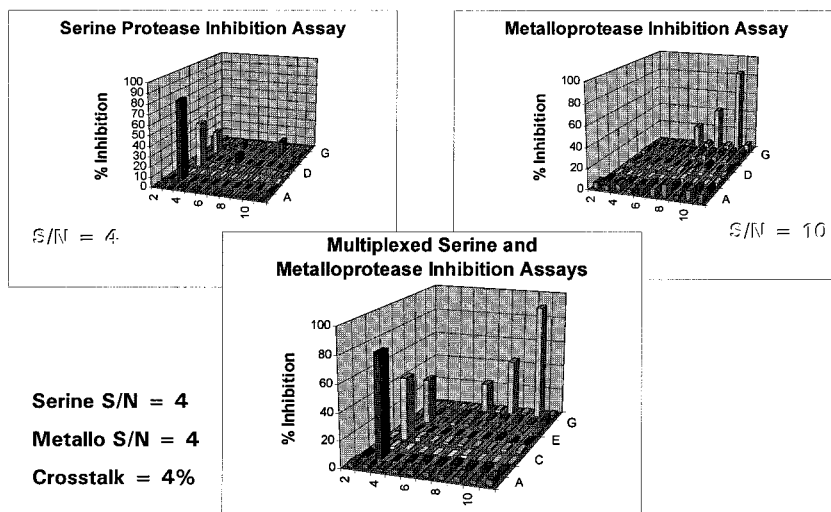 Serine Protease Inhibition Assay
% Inhibition
100
90
80
70
60
50
40
30
20
10
0
2
4
6
8
10
A
D
G
S/N = 4
Metalloprotease Inhibition Assay
% Inhibition
100
80
60
40
20
0
2
4
6
8
10
A
D
G
S/N = 10
Multiplexed Serine and
Metalloprotease Inhibition Assays
% Inhibition
100
80
60
40
20
0
2
4
6
8
10
A
C
E
G
Serine S/N = 4
Metallo S/N = 4
Crosstalk = 4%